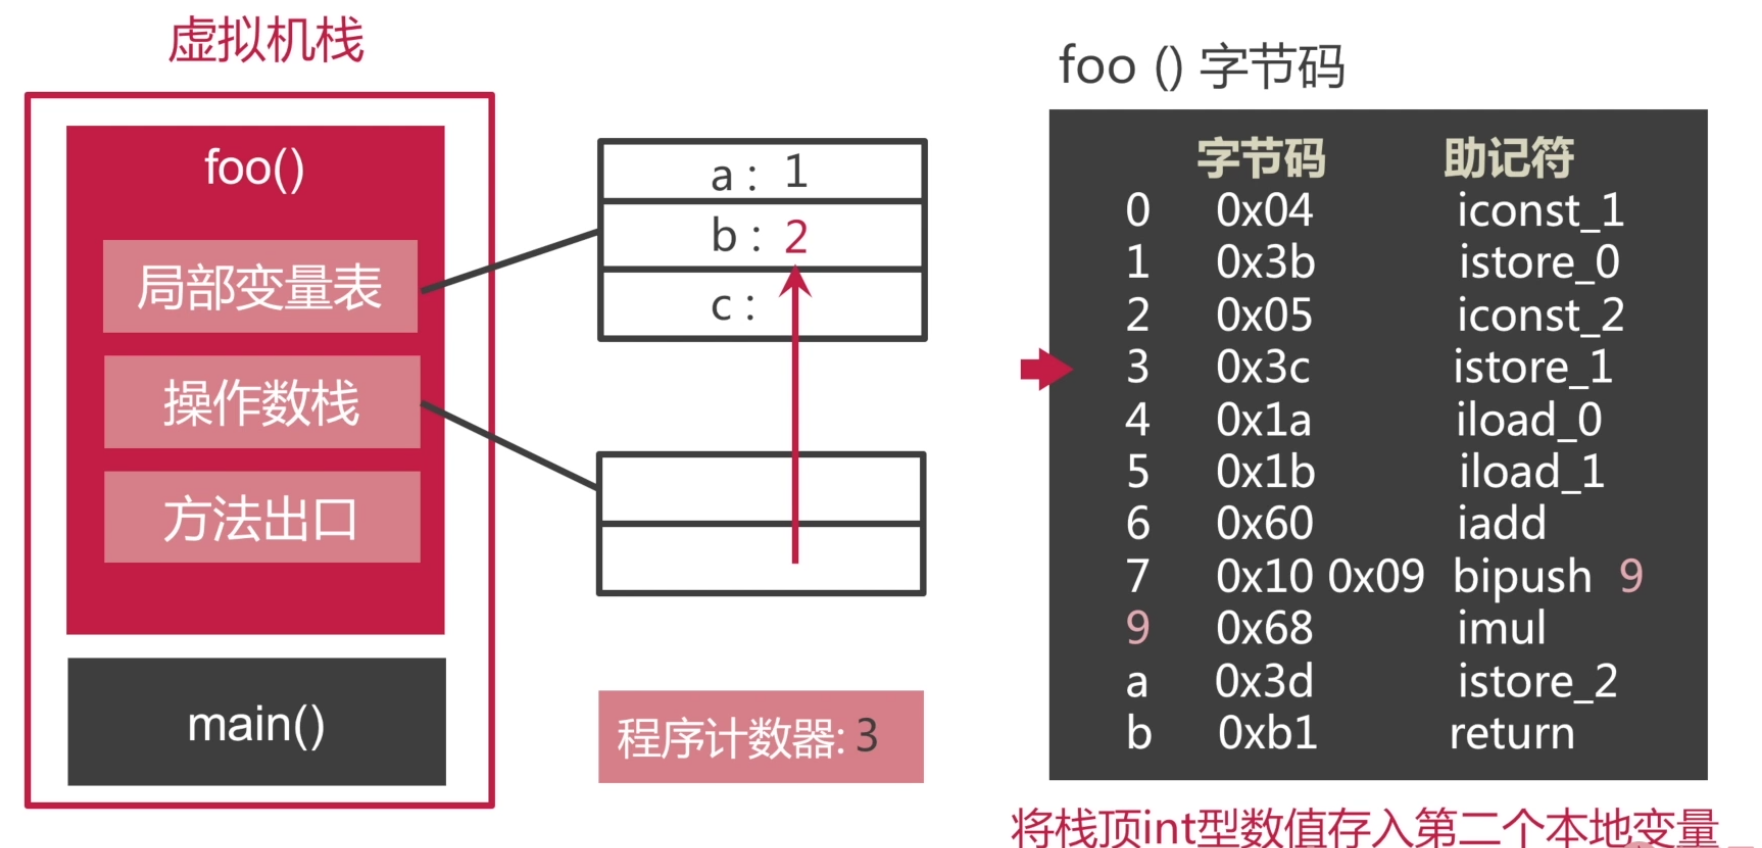 虚拟机栈
foo()
局部变量表
操作数栈
方法出口
main()
a : 1
b : 2
c :
程序计数器: 3
foo () 字节码
字节码 助记符
0 0x04 iconst_1
1 0x3b istore_0
2 0x05 iconst_2
3 0x3c istore_1
4 0x1a iload_0
5 0x1b iload_1
6 0x60 iadd
7 0x10 0x09 bipush 9
9 0x68 imul
a 0x3d istore_2
b 0xb1 return
将栈顶int型数值存入第二个本地变量